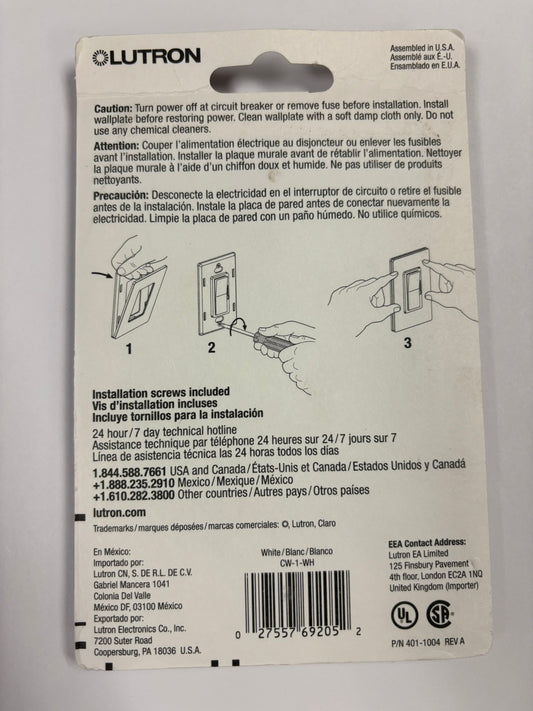 LUTRON
Assembled in U.S.A.
Assemblé aux É.-U.
Ensamblado en E.U.A.
Caution: Turn power off at circuit breaker or remove fuse before installation. Install
wallplate before restoring power. Clean wallplate with a soft damp cloth only. Do not
use any chemical cleaners.
Attention: Couper l'alimentation électrique au disjoncteur ou enlever les fusibles
avant l'installation. Installer la plaque murale avant de rétablir l'alimentation. Nettoyer
la plaque murale à l'aide d'un chiffon doux et humide. Ne pas utiliser de produits
nettoyants.
Precaución: Desconecte la electricidad en el interruptor de circuito o retire el fusible
antes de la instalación. Instale la placa de pared antes de conectar nuevamente la
electricidad. Limpie la placa de pared con un paño húmedo. No utilice químicos.
1
2
3
Installation screws included
Vis d'installation incluses
Incluye tornillos para la instalación
24 hour/7 day technical hotline
Assistance technique par téléphone 24 heures sur 24/7 jours sur 7
Línea de asistencia técnica las 24 horas todos los días
1.844.588.7661 USA and Canada/États-Unis et Canada/Estados Unidos y Canadá
+1.888.235.2910 Mexico/Mexique/México
+1.610.282.3800 Other countries/Autres pays/Otros países
lutron.com
Trademarks/marques déposées/marcas comerciales: , Lutron, Claro
En México:
Importado por:
Lutron CN, S. DE R.L. DE C.V.
Gabriel Mancera 1041
Colonia Del Valle
México DF, 03100 México
Exportado por:
Lutron Electronics Co., Inc.
7200 Suter Road
Coopersburg, PA 18036 U.S.A.
White/Blanc/Blanco
CW-1-WH
0 27557 69205 2
EEA Contact Address:
Lutron EA Limited
125 Finsbury Pavement
4th floor, London EC2A 1NQ
United Kingdom (Importer)
UL
SA
P/N 401-1004 REV A